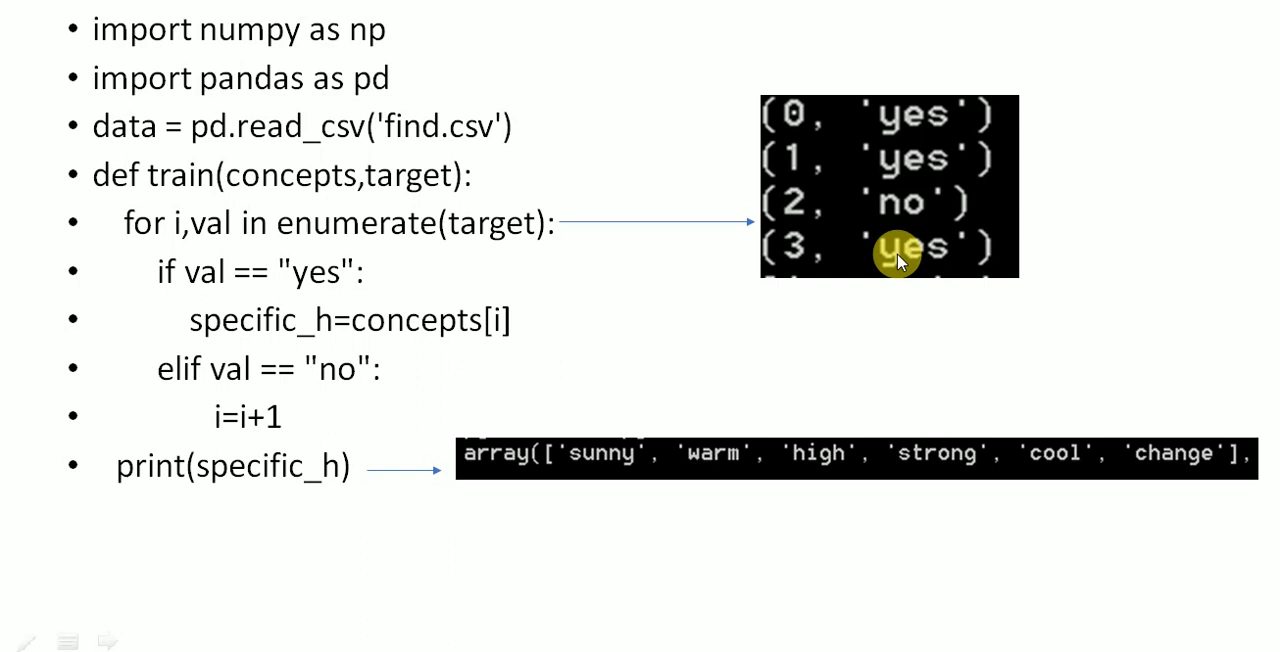 • import numpy as np
• import pandas as pd
• data = pd.read_csv('find.csv')
• def train(concepts,target):
• for i,val in enumerate(target):
(0, 'yes')
(1, 'yes')
(2, 'no')
(3, 'yes')
• if val == "yes":
• specific_h=concepts[i]
• elif val == "no":
• i=i+1
• print(specific_h)
array(['sunny', 'warm', 'high', 'strong', 'cool', 'change'],